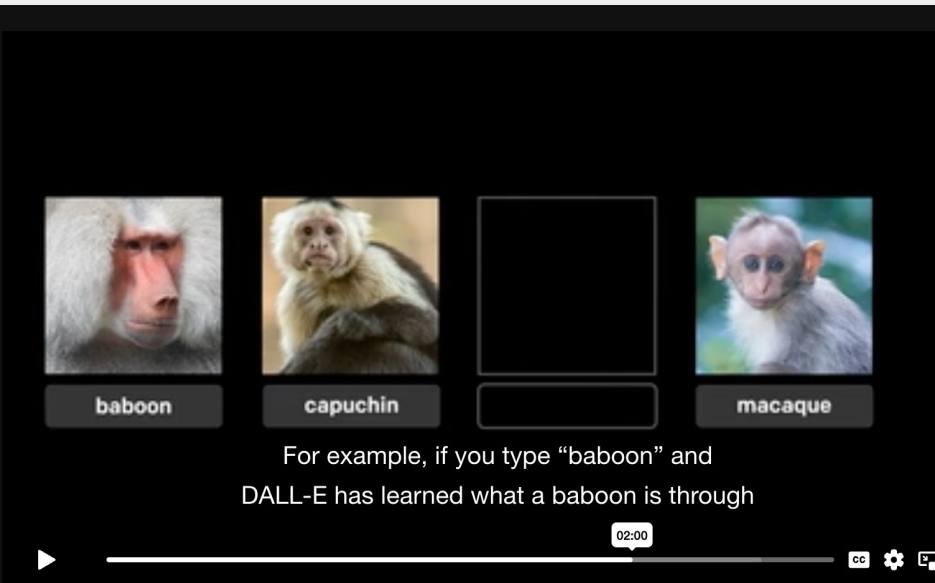 baboon
capuchin
macaque
For example, if you type “baboon” and
DALL-E has learned what a baboon is through
02:00
CC